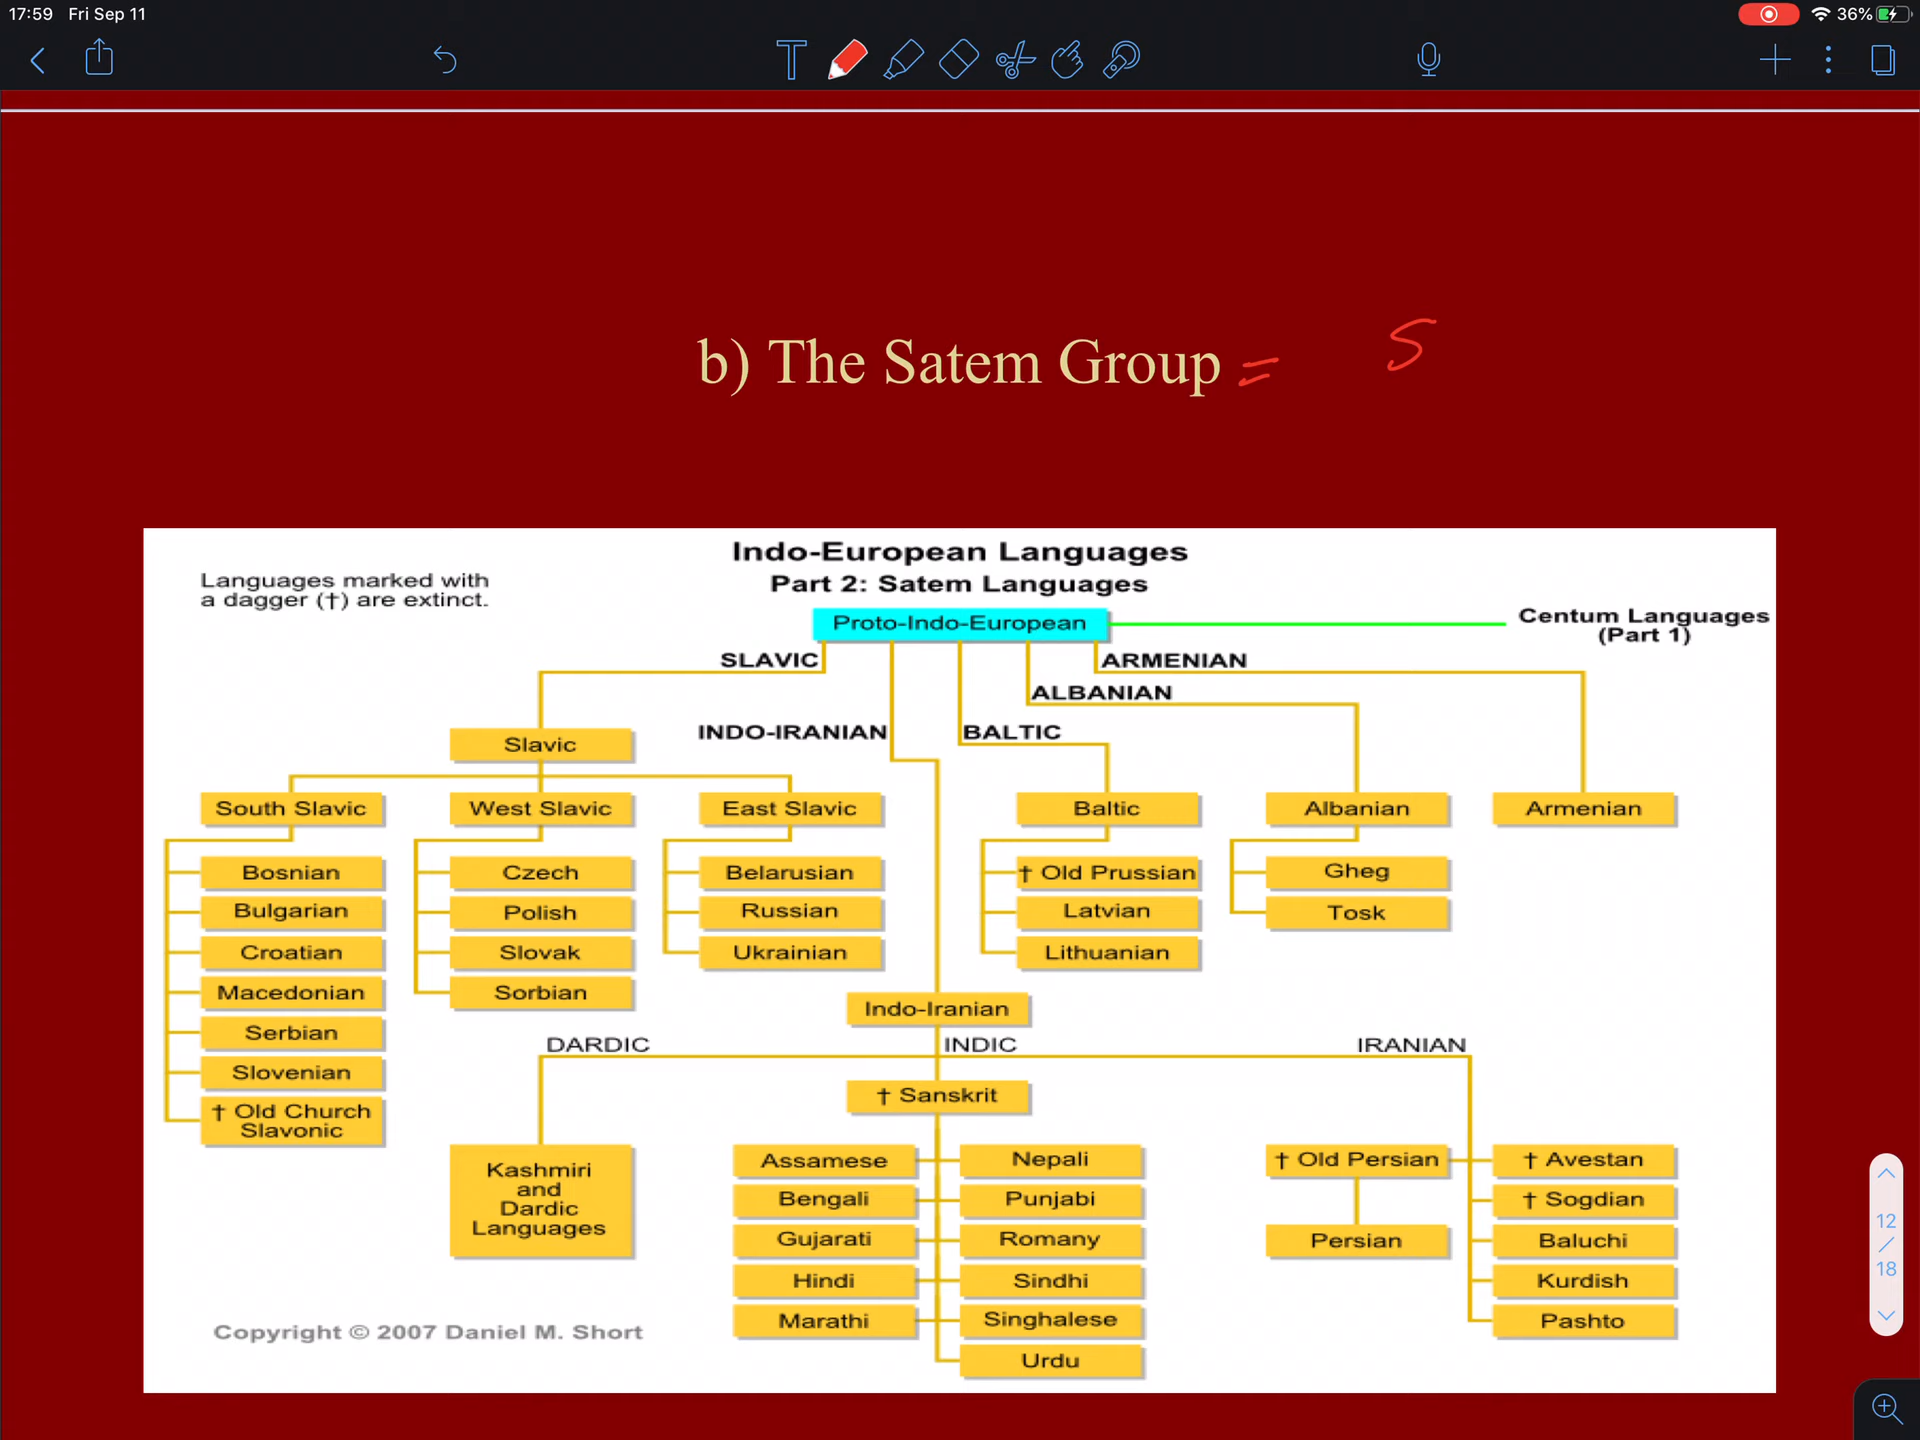 17:59 Fri Sep 11
36%
b) The Satem Group = S
Indo-European Languages
Part 2: Satem Languages
Languages marked with
a dagger (†) are extinct.
Proto-Indo-European
Centum Languages
(Part 1)
SLAVIC
ARMENIAN
ALBANIAN
INDO-IRANIAN
BALTIC
Slavic
South Slavic
West Slavic
East Slavic
Baltic
Albanian
Armenian
Bosnian
Czech
Belarusian
† Old Prussian
Gheg
Bulgarian
Polish
Russian
Latvian
Tosk
Croatian
Slovak
Ukrainian
Lithuanian
Macedonian
Sorbian
Indo-Iranian
Serbian
DARDIC
INDIC
IRANIAN
Slovenian
† Sanskrit
† Old Church
Slavonic
Kashmiri
and
Dardic
Languages
Assamese
Nepali
† Old Persian
† Avestan
Bengali
Punjabi
† Sogdian
Gujarati
Romany
Persian
Baluchi
Hindi
Sindhi
Kurdish
Marathi
Singhalese
Pashto
Urdu
Copyright © 2007 Daniel M. Short
12
/
18